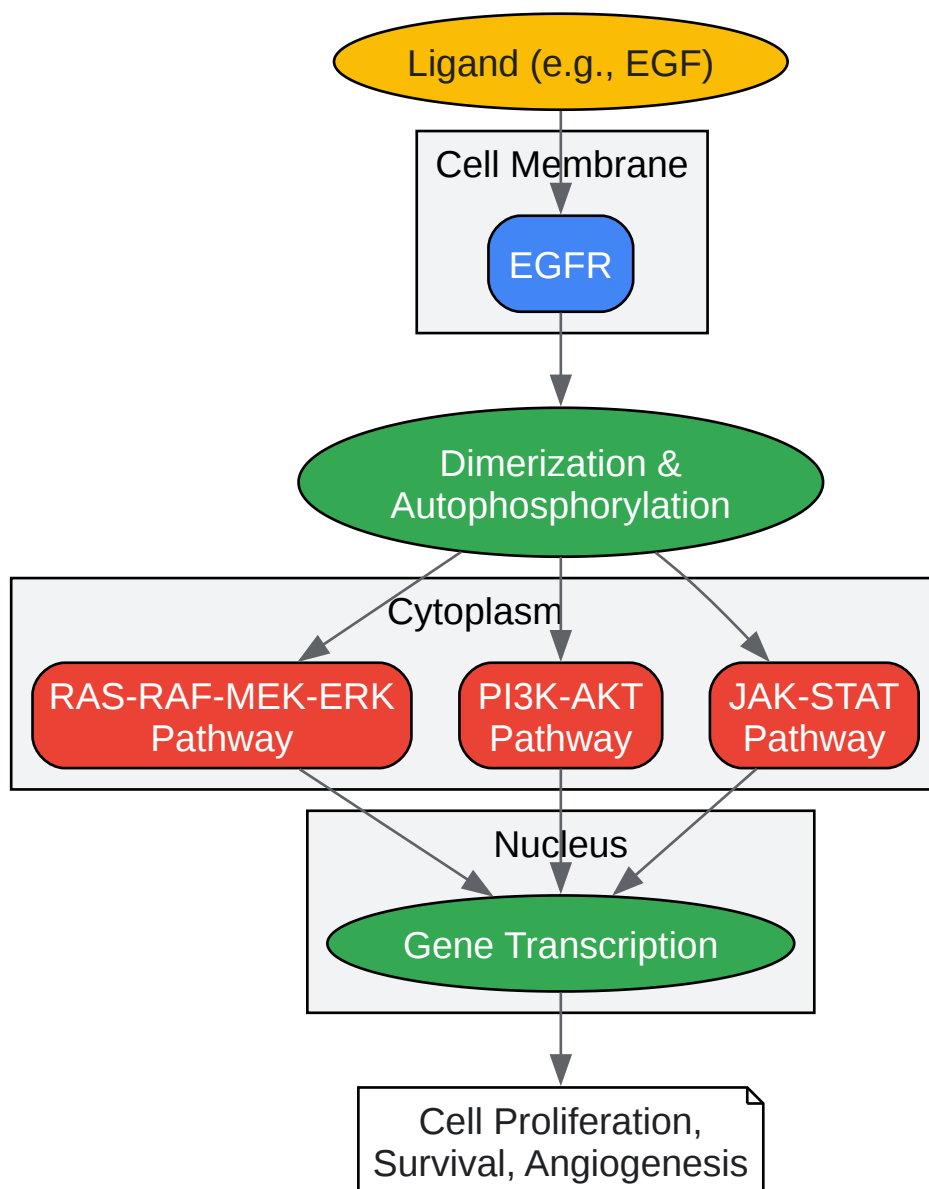 Ligand (e.g., EGF)
Cell Membrane
EGFR
Dimerization &
Autophosphorylation
Cytoplasm
RAS-RAF-MEK-ERK
Pathway
PI3K-AKT
Pathway
JAK-STAT
Pathway
Nucleus
Gene Transcription
Cell Proliferation,
Survival, Angiogenesis